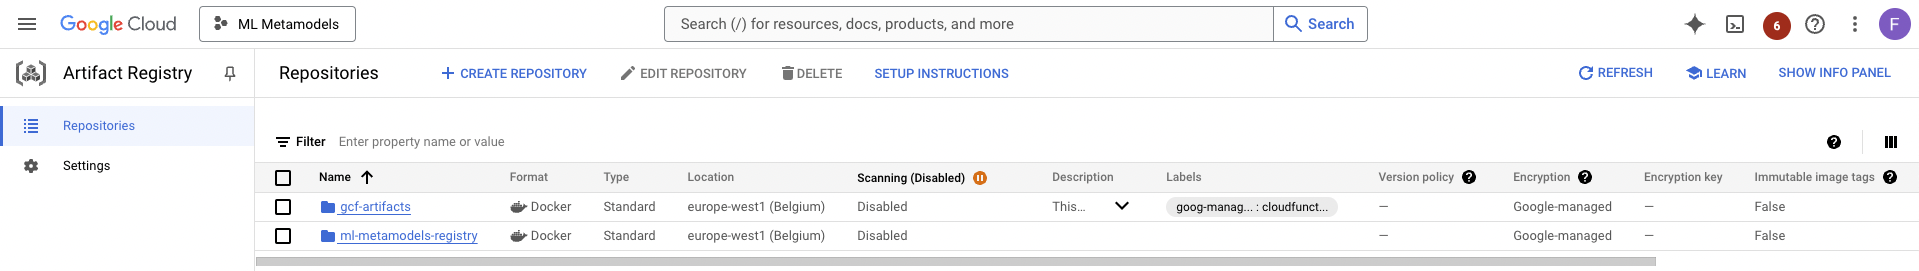 Google Cloud ML Metamodels Search (/) for resources, docs, products, and more Search 6 F
Artifact Registry Repositories CREATE REPOSITORY EDIT REPOSITORY DELETE SETUP INSTRUCTIONS REFRESH LEARN SHOW INFO PANEL
Repositories
Settings
Filter Enter property name or value
Name Format Type Location Scanning (Disabled) Description Labels Version policy Encryption Encryption key Immutable image tags
gcf-artifacts Docker Standard europe-west1 (Belgium) Disabled This... goog-manag... : cloudfunct... — Google-managed — False
ml-metamodels-registry Docker Standard europe-west1 (Belgium) Disabled — Google-managed — False